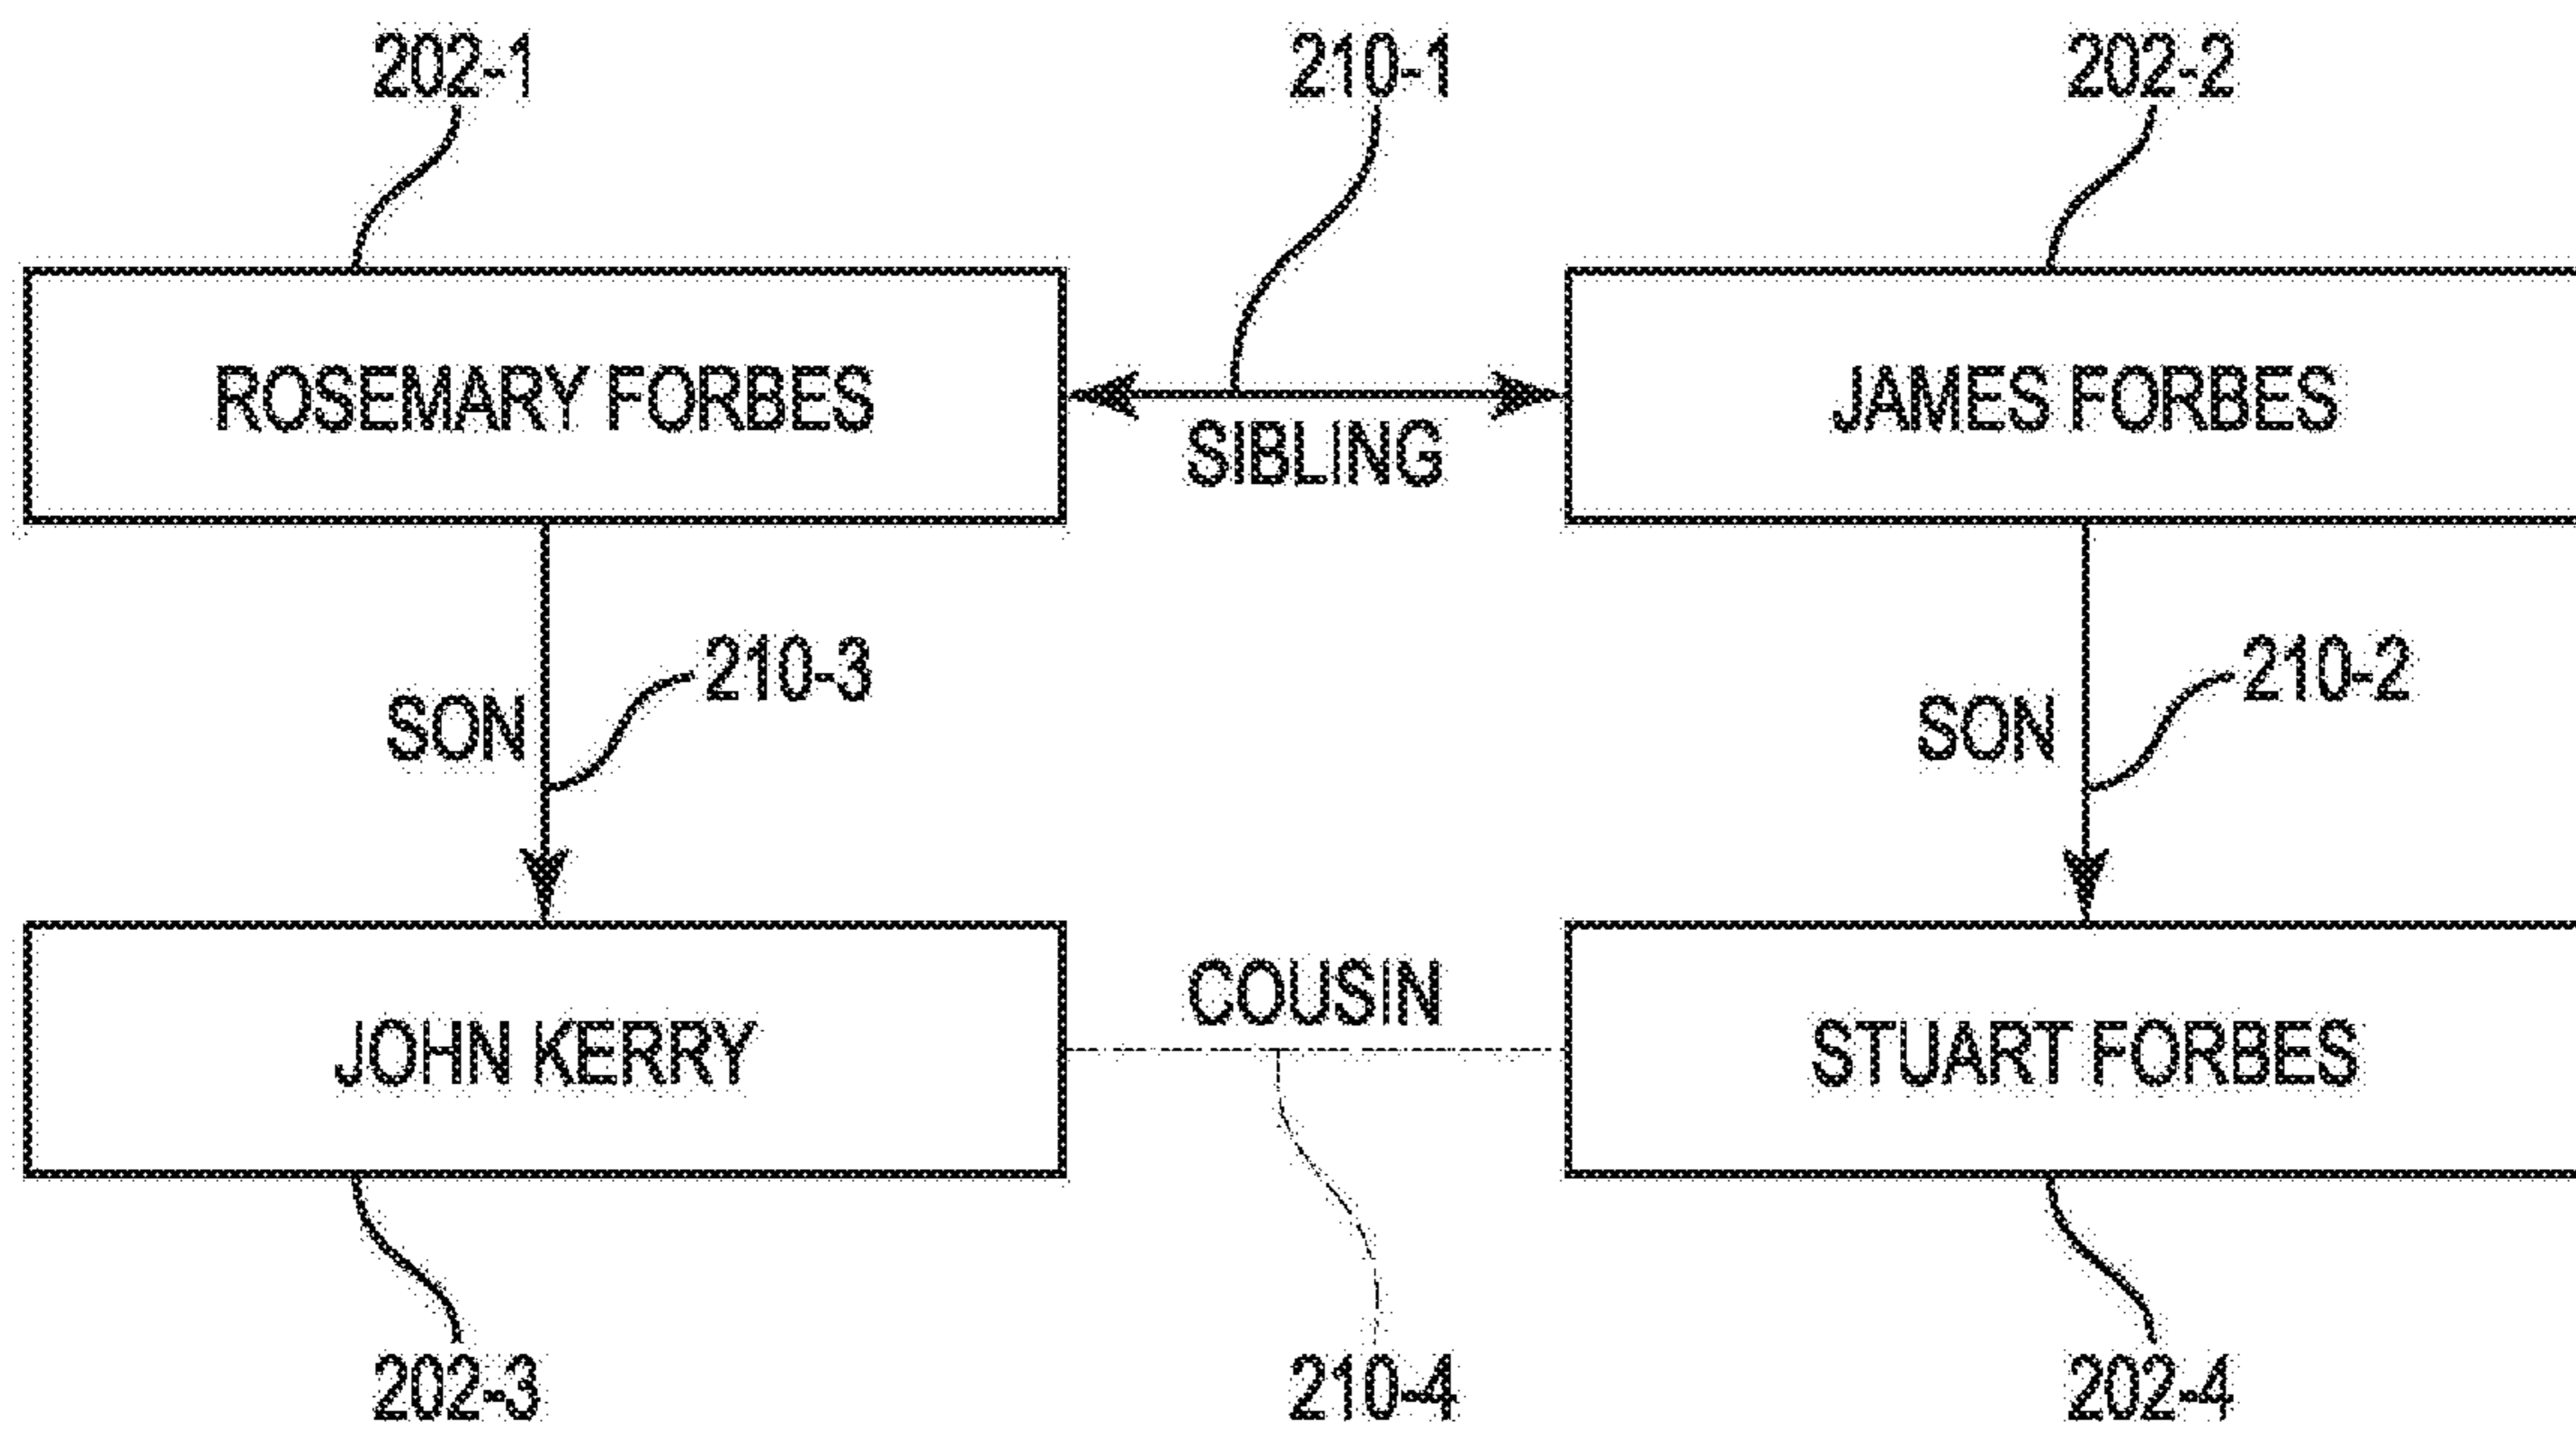 202-1
210-1
202-2
ROSEMARY FORBES
JAMES FORBES
SIBLING
210-3
210-2
SON
SON
COUSIN
JOHN KERRY
STUART FORBES
202-3
210-4
202-4